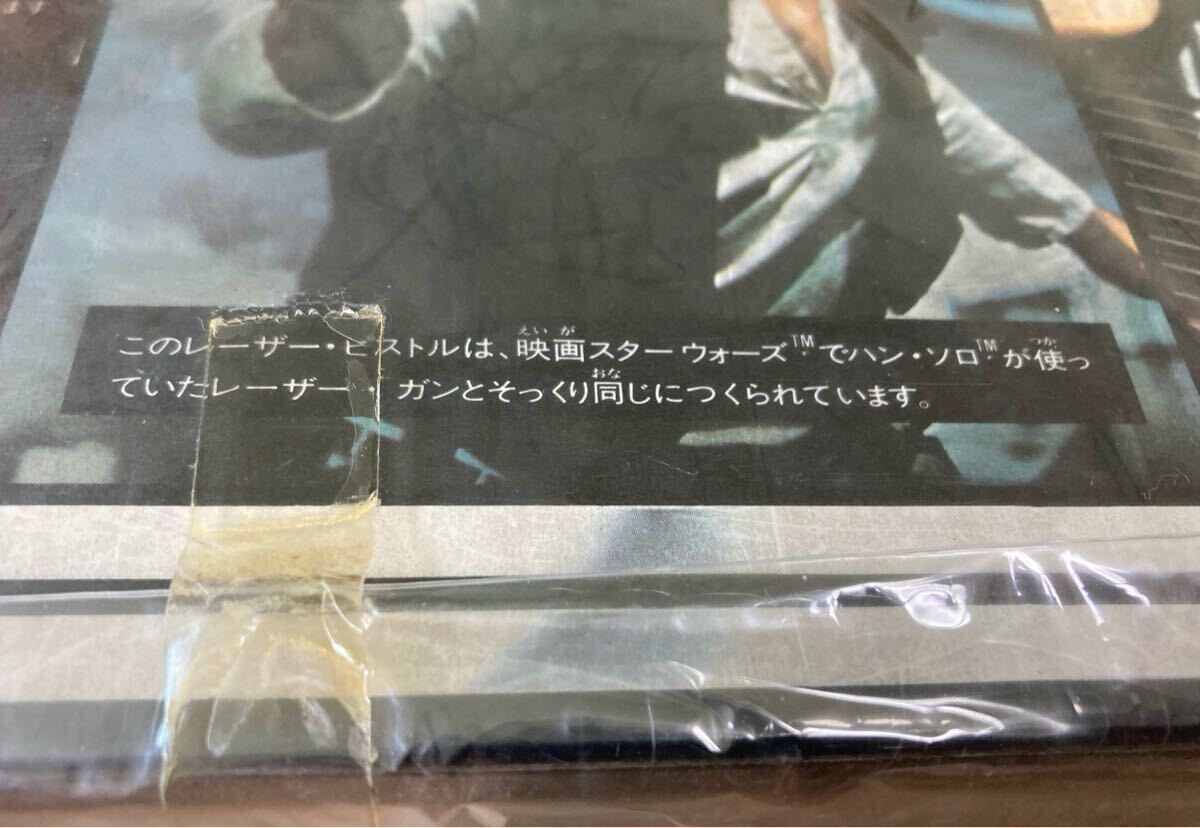 このレーザー・ピストルは、映画スターウォーズ™でハン・ソロ™が使っ
ていたレーザー・ガンとそっくり同じにつくられています。